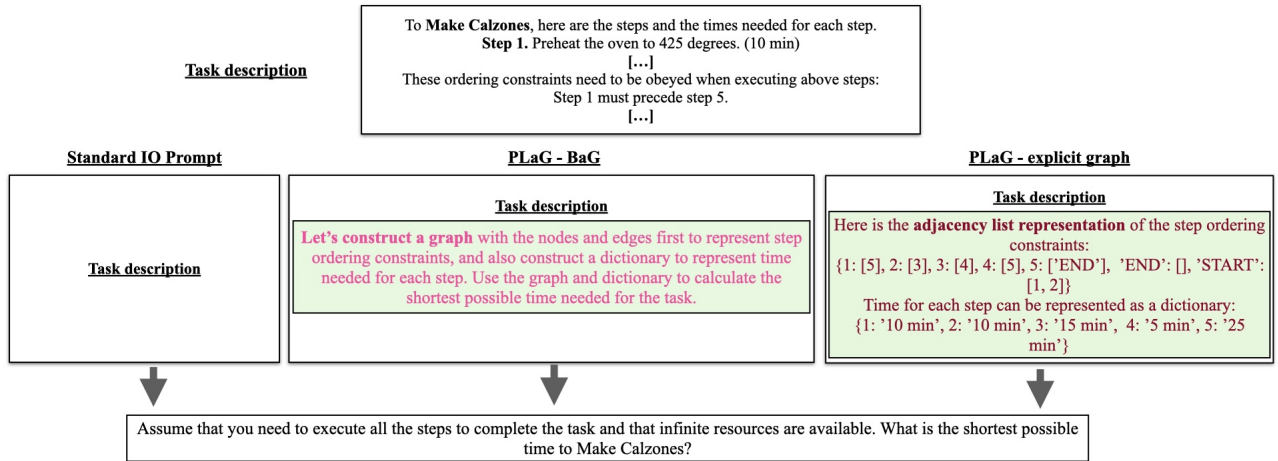 To Make Calzones, here are the steps and the times needed for each step.
Step 1. Preheat the oven to 425 degrees. (10 min)
[…]
These ordering constraints need to be obeyed when executing above steps:
Step 1 must precede step 5.
[…]
Task description
Standard IO Prompt
Task description
PLaG - BaG
Task description
Let’s construct a graph with the nodes and edges first to represent step
ordering constraints, and also construct a dictionary to represent time
needed for each step. Use the graph and dictionary to calculate the
shortest possible time needed for the task.
PLaG - explicit graph
Task description
Here is the adjacency list representation of the step ordering
constraints:
{1: [5], 2: [3], 3: [4], 4: [5], 5: ['END'], 'END': [], ’START’:
[1, 2]}
Time for each step can be represented as a dictionary:
{1: ’10 min’, 2: ’10 min’, 3: ’15 min’, 4: ’5 min’, 5: ’25
min’}
Assume that you need to execute all the steps to complete the task and that infinite resources are available. What is the shortest possible
time to Make Calzones?